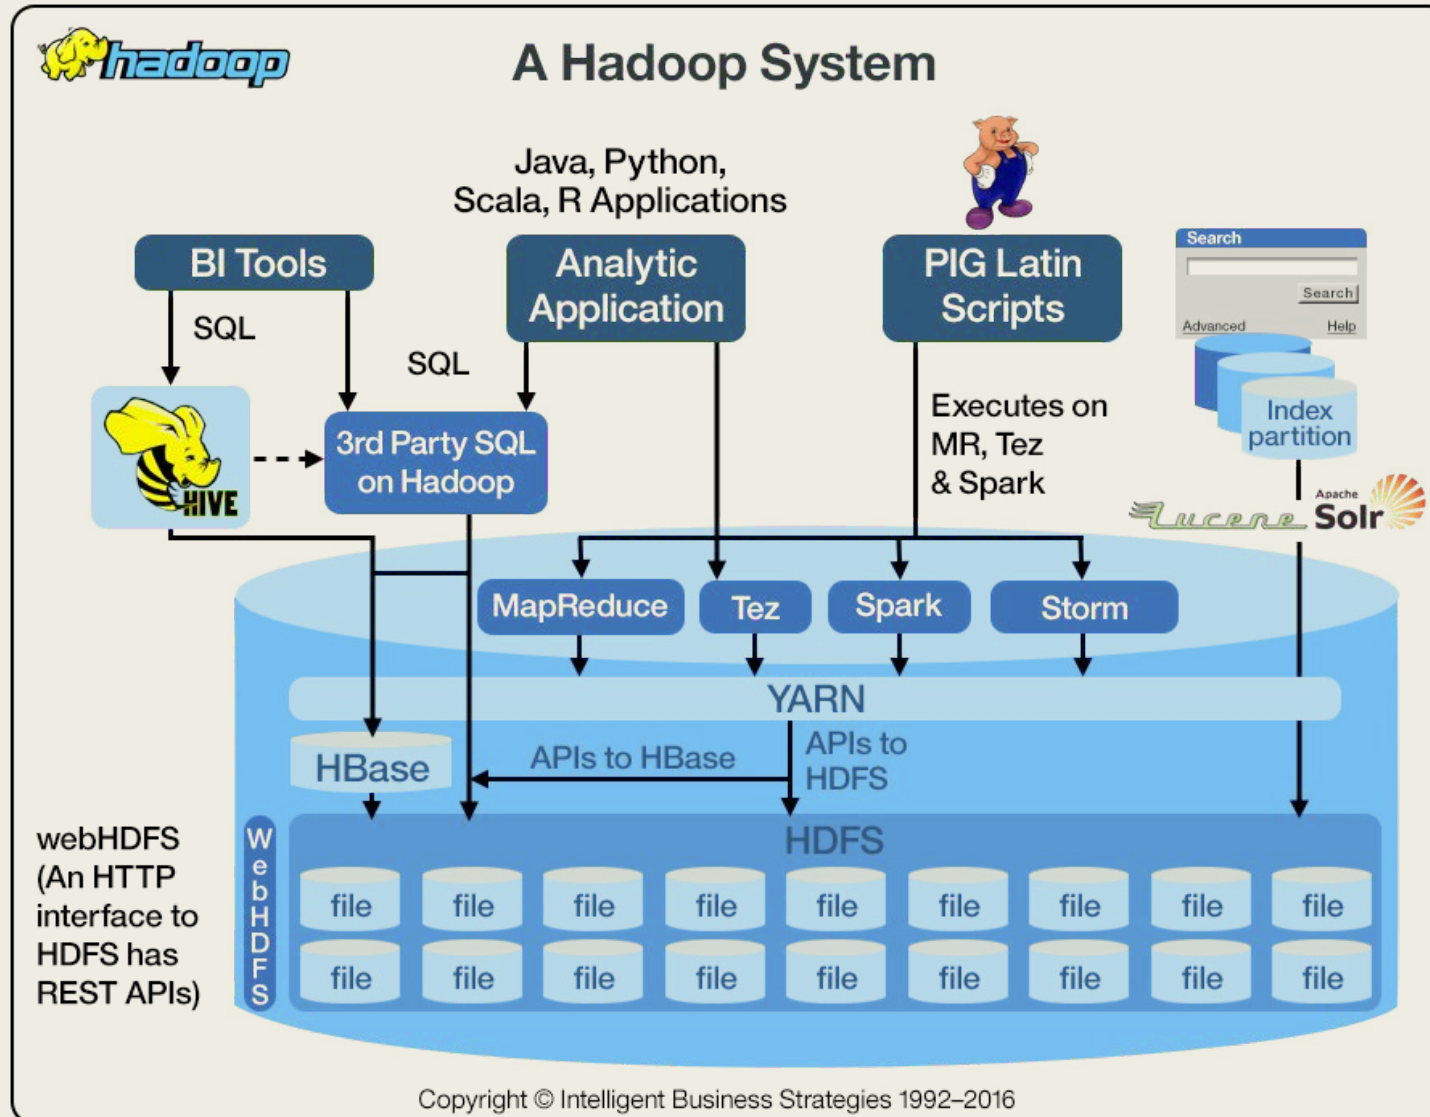 hadoop
A Hadoop System
Java, Python,
Scala, R Applications
BI Tools
Analytic
Application
PIG Latin
Scripts
Search
Search
Advanced
Help
SQL
SQL
HIVE
3rd Party SQL
on Hadoop
Executes on
MR, Tez
& Spark
Index
partition
Lucene
Apache
Solr
MapReduce
Tez
Spark
Storm
YARN
HBase
APIs to HBase
APIs to
HDFS
webHDFS
(An HTTP
interface to
HDFS has
REST APIs)
WebHDFS
HDFS
file file file file file file file file file
file file file file file file file file file
Copyright © Intelligent Business Strategies 1992–2016